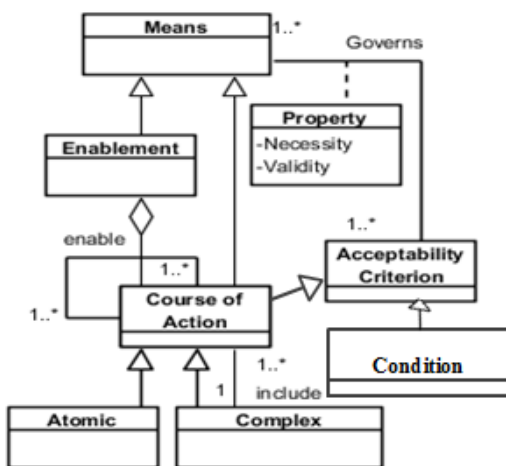 Means
1..*
Governs
Property
-Necessity
-Validity
Enablement
enable
1..*
1..*
1..*
Acceptability
Criterion
Course of
Action
1..*
1
include
Condition
Atomic
Complex